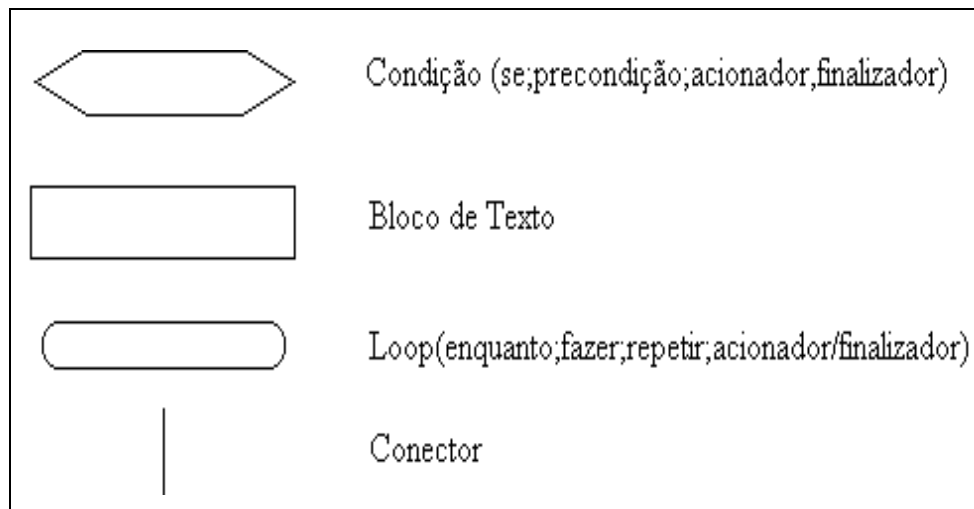 Condição (se;precondição;acionador,finalizador)
Bloco de Texto
Loop(enquanto;fazer;repetir;acionador/finalizador)
Conector